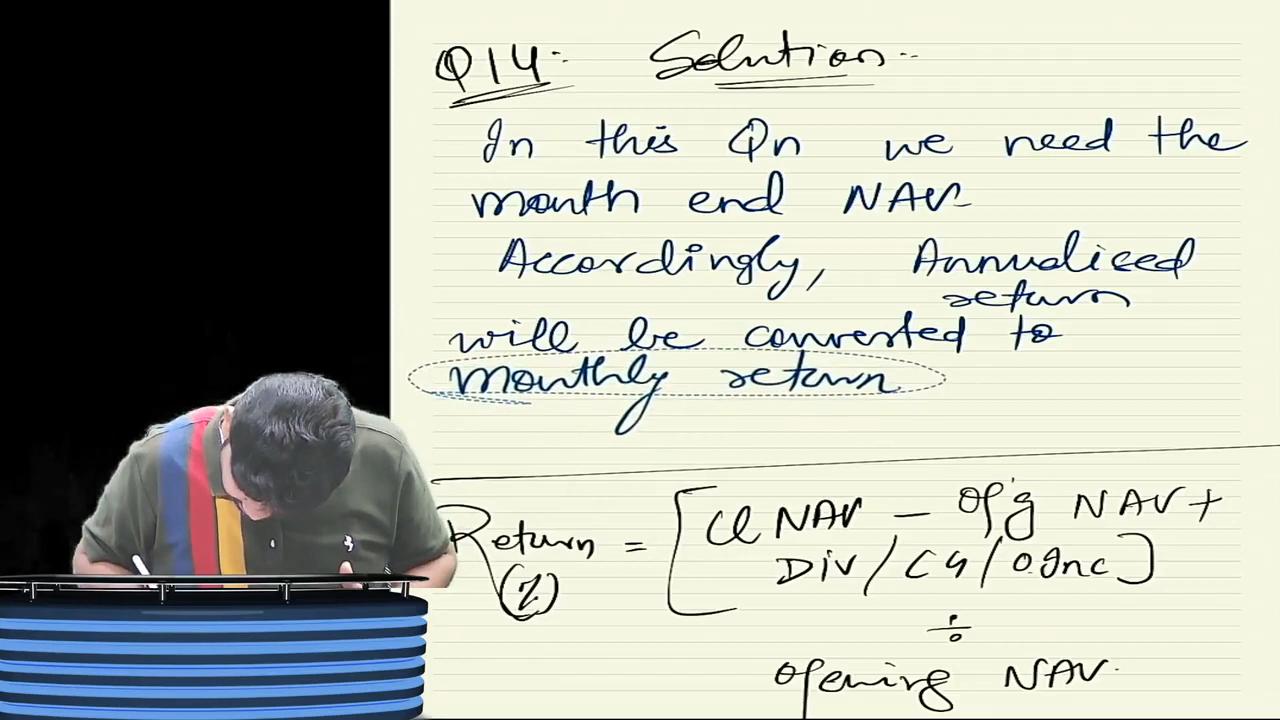 Q14:- Solution:-
In this Qn we need the
month end NAV-
Accordingly, Annualised
return
will be converted to
monthly return
Return = [Cl NAV - Op'g NAV +
(%) Div/CG/O.Inc]
÷
opening NAV.